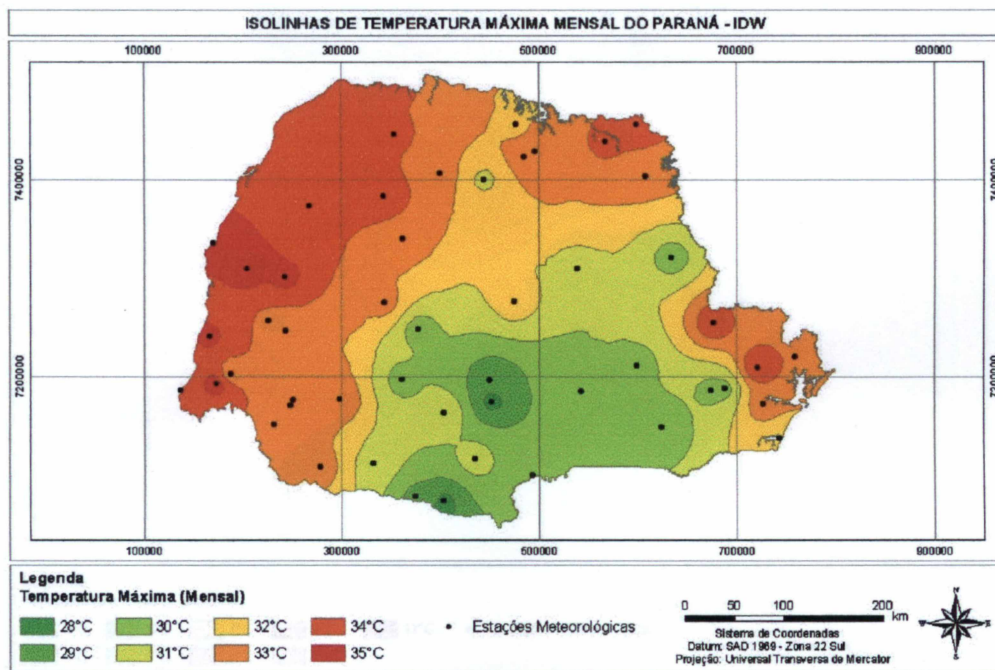 ISOLINHAS DE TEMPERATURA MÁXIMA MENSAL DO PARANÁ - IDW
100000 300000 500000 700000 900000
7400000 7400000
7200000 7200000
100000 300000 500000 700000 900000
Legenda
Temperatura Máxima (Mensal)
28°C 30°C 32°C 34°C
29°C 31°C 33°C 35°C
Estações Meteorológicas
0 50 100 200
km
Sistema de Coordenadas
Datum: SAD 1969 - Zona 22 Sul
Projeção: Universal Transversa de Mercator
N